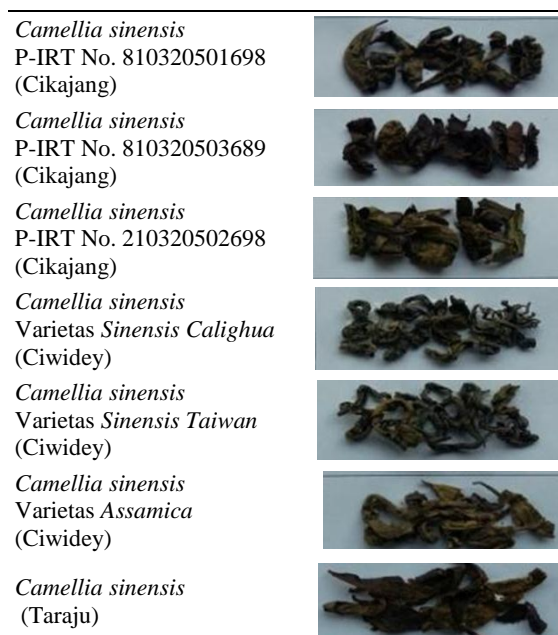 Camellia sinensis
P-IRT No. 810320501698
(Cikajang)
Camellia sinensis
P-IRT No. 810320503689
(Cikajang)
Camellia sinensis
P-IRT No. 210320502698
(Cikajang)
Camellia sinensis
Varietas Sinensis Calighua
(Ciwidey)
Camellia sinensis
Varietas Sinensis Taiwan
(Ciwidey)
Camellia sinensis
Varietas Assamica
(Ciwidey)
Camellia sinensis
(Taraju)